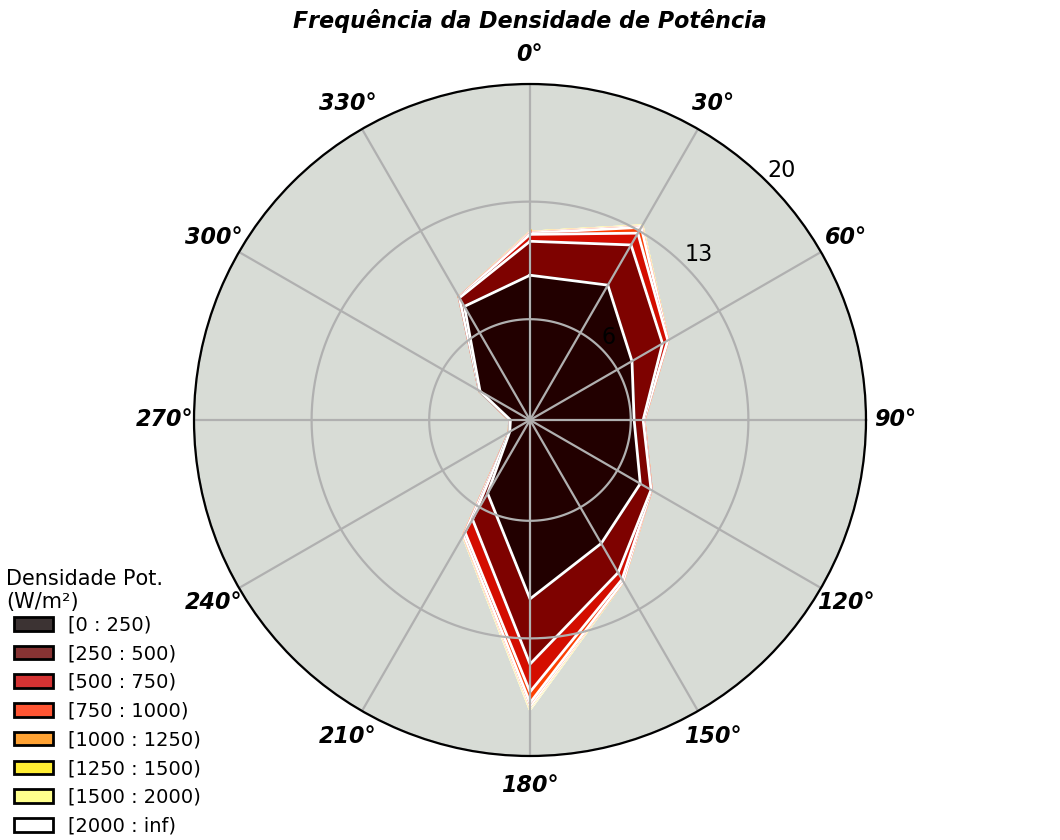 Frequência da Densidade de Potência
0°
330°
30°
20
300°
60°
13
6
270°
90°
240°
120°
210°
150°
180°
Densidade Pot.
(W/m²)
[0 : 250)
[250 : 500)
[500 : 750)
[750 : 1000)
[1000 : 1250)
[1250 : 1500)
[1500 : 2000)
[2000 : inf)